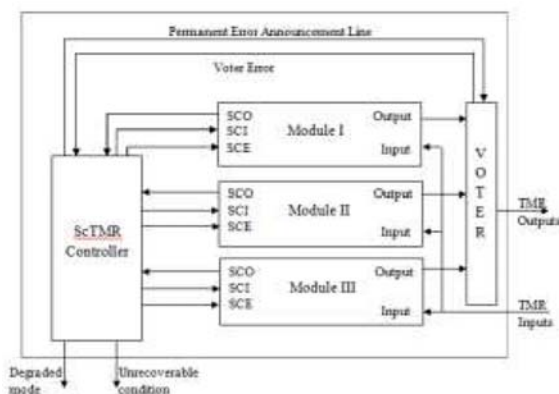 Permanent Error Announcement Line
Voter Error
SCO
SCI
SCE
Module I
Output
Input
SCO
SCI
SCE
Module II
Output
Input
SCO
SCI
SCE
Module III
Output
Input
ScTMR
Controller
V
O
T
E
R
TMR
Outputs
TMR
Inputs
Degraded
mode
Unrecoverable
condition